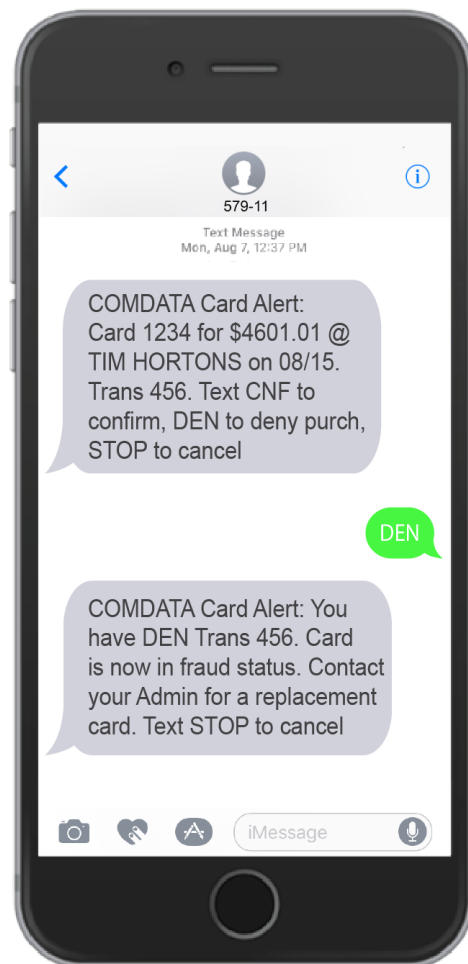 579-11
Text Message
Mon, Aug 7, 12:37 PM
COMDATA Card Alert:
Card 1234 for $4601.01 @
TIM HORTONS on 08/15.
Trans 456. Text CNF to
confirm, DEN to deny purch,
STOP to cancel
DEN
COMDATA Card Alert: You
have DEN Trans 456. Card
is now in fraud status. Contact
your Admin for a replacement
card. Text STOP to cancel
iMessage